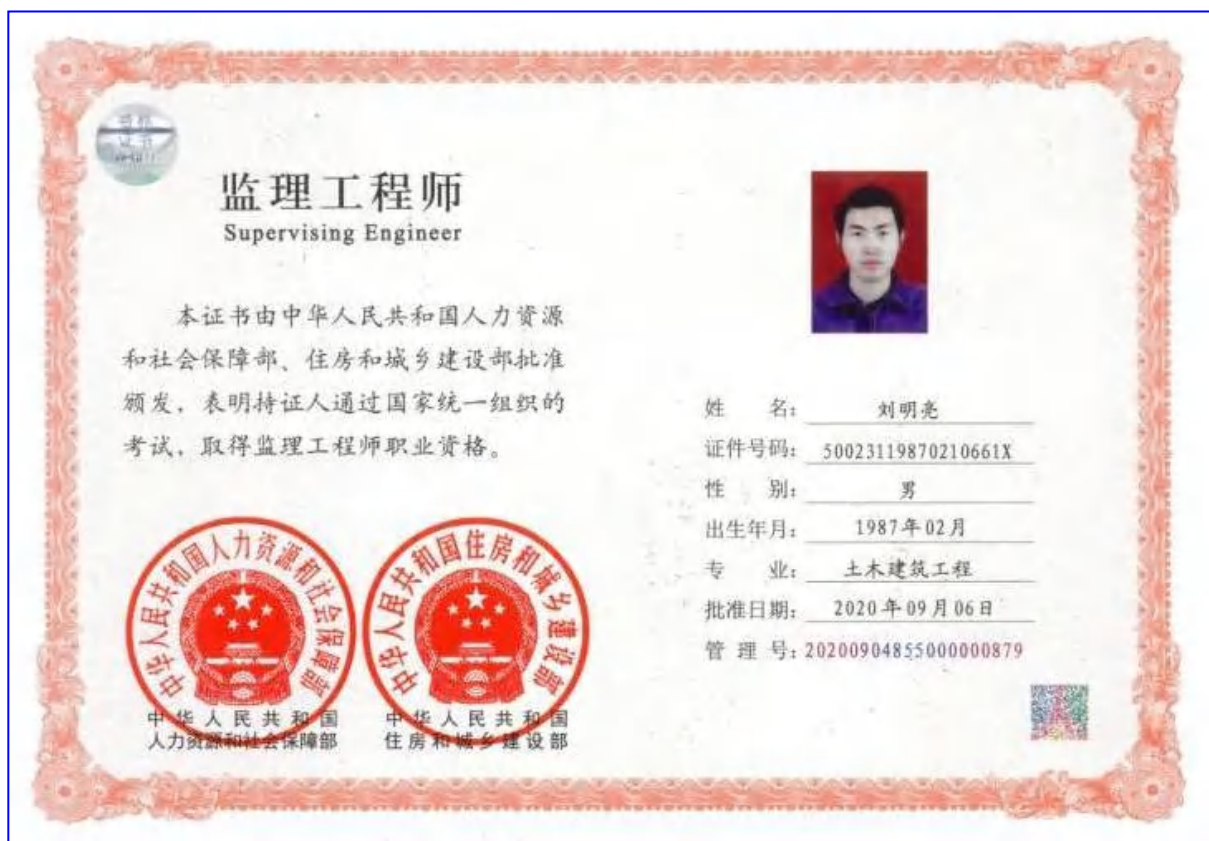 监理工程师
Supervising Engineer
本证书由中华人民共和国人力资源
和社会保障部、住房和城乡建设部批准
颁发,表明持证人通过国家统一组织的
考试,取得监理工程师职业资格。
中华人民共和国人力资源和社会保障部
中华人民共和国
人力资源和社会保障部
中华人民共和国住房和城乡建设部
中华人民共和国
住房和城乡建设部
姓 名: 刘明亮
证件号码: 50023119870210661X
性 别: 男
出生年月: 1987年02月
专 业: 土木建筑工程
批准日期: 2020年09月06日
管 理 号: 20200904855000000879